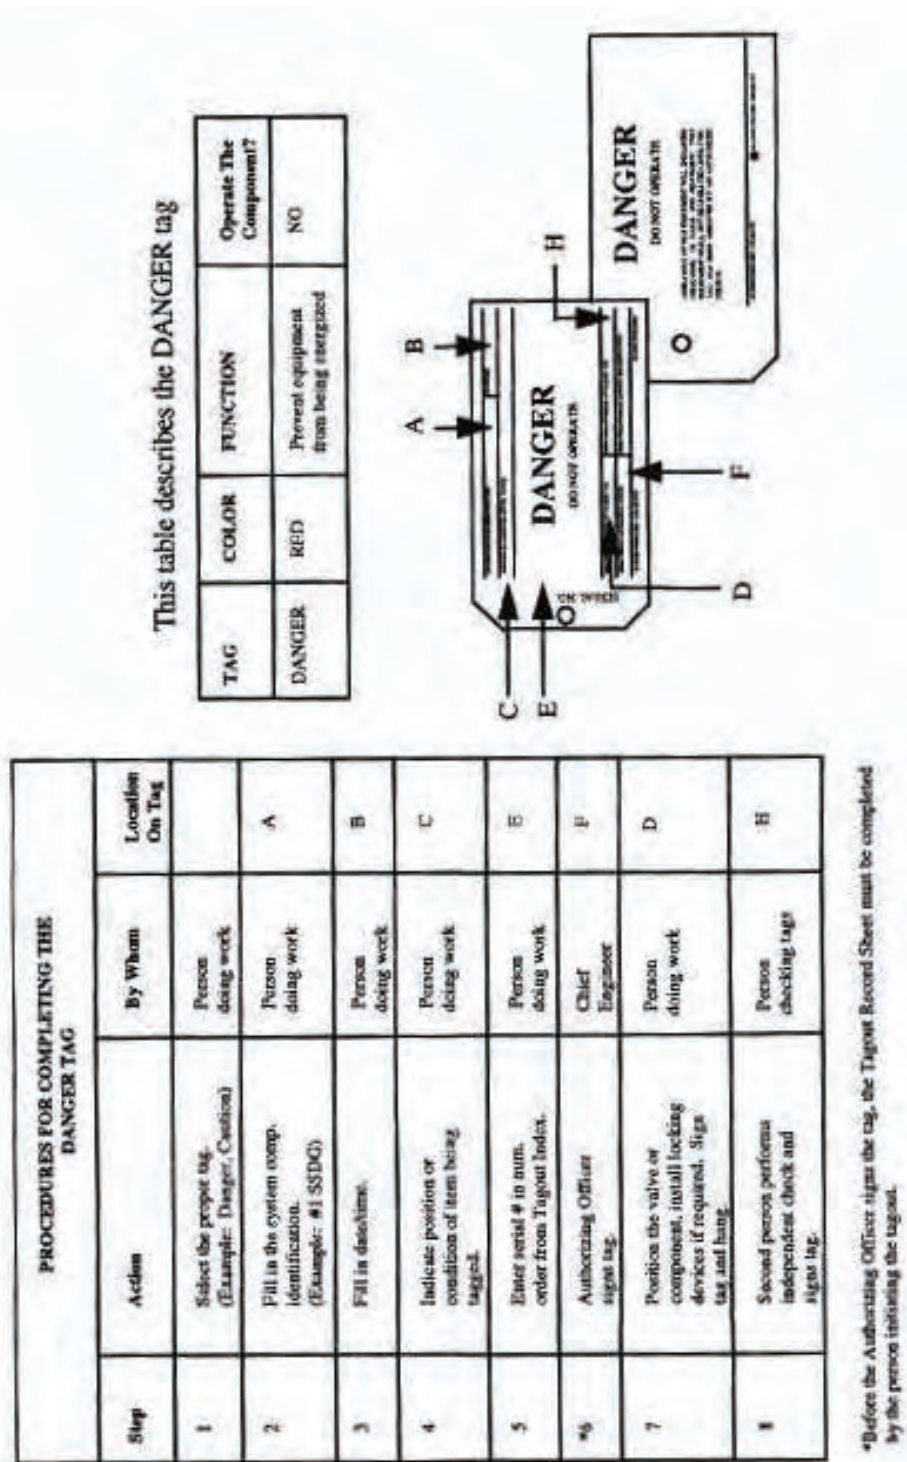 PROCEDURES FOR COMPLETING THE
DANGER TAG
Step Action By Whom Location
On Tag
1 Select the proper tag.
(Example: Danger, Caution) Person
doing work
2 Fill in the system comp.
identification.
(Example: #1 SSDG) Person
doing work A
3 Fill in date/time. Person
doing work B
4 Indicate position or
condition of item being
tagged. Person
doing work C
5 Enter serial # in num.
order from Tagout Index. Person
doing work E
*6 Authorizing Officer
signs tag. Chief
Engineer F
7 Position the valve or
component, install locking
devices if required. Sign
tag and hang. Person
doing work D
8 Second person performs
independent check and
signs tag. Person
checking tags H
*Before the Authorizing Officer signs the tag, the Tagout Record Sheet must be completed
by the person initiating the tagout.
This table describes the DANGER tag
TAG COLOR FUNCTION Operate The
Component?
DANGER RED Prevent equipment
from being energized NO
A B
C
E
DANGER
DO NOT OPERATE
SERIAL NO.
H
D F
DANGER
DO NOT OPERATE